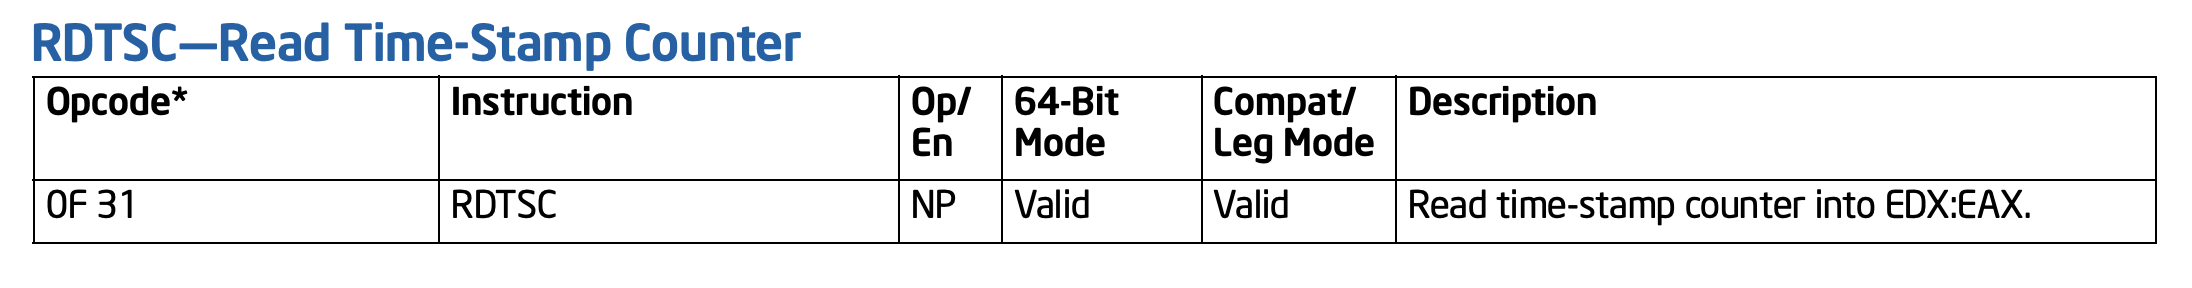 RDTSC—Read Time-Stamp Counter
Opcode* Instruction Op/ 64-Bit Compat/ Description
En Mode Leg Mode
0F 31 RDTSC NP Valid Valid Read time-stamp counter into EDX:EAX.